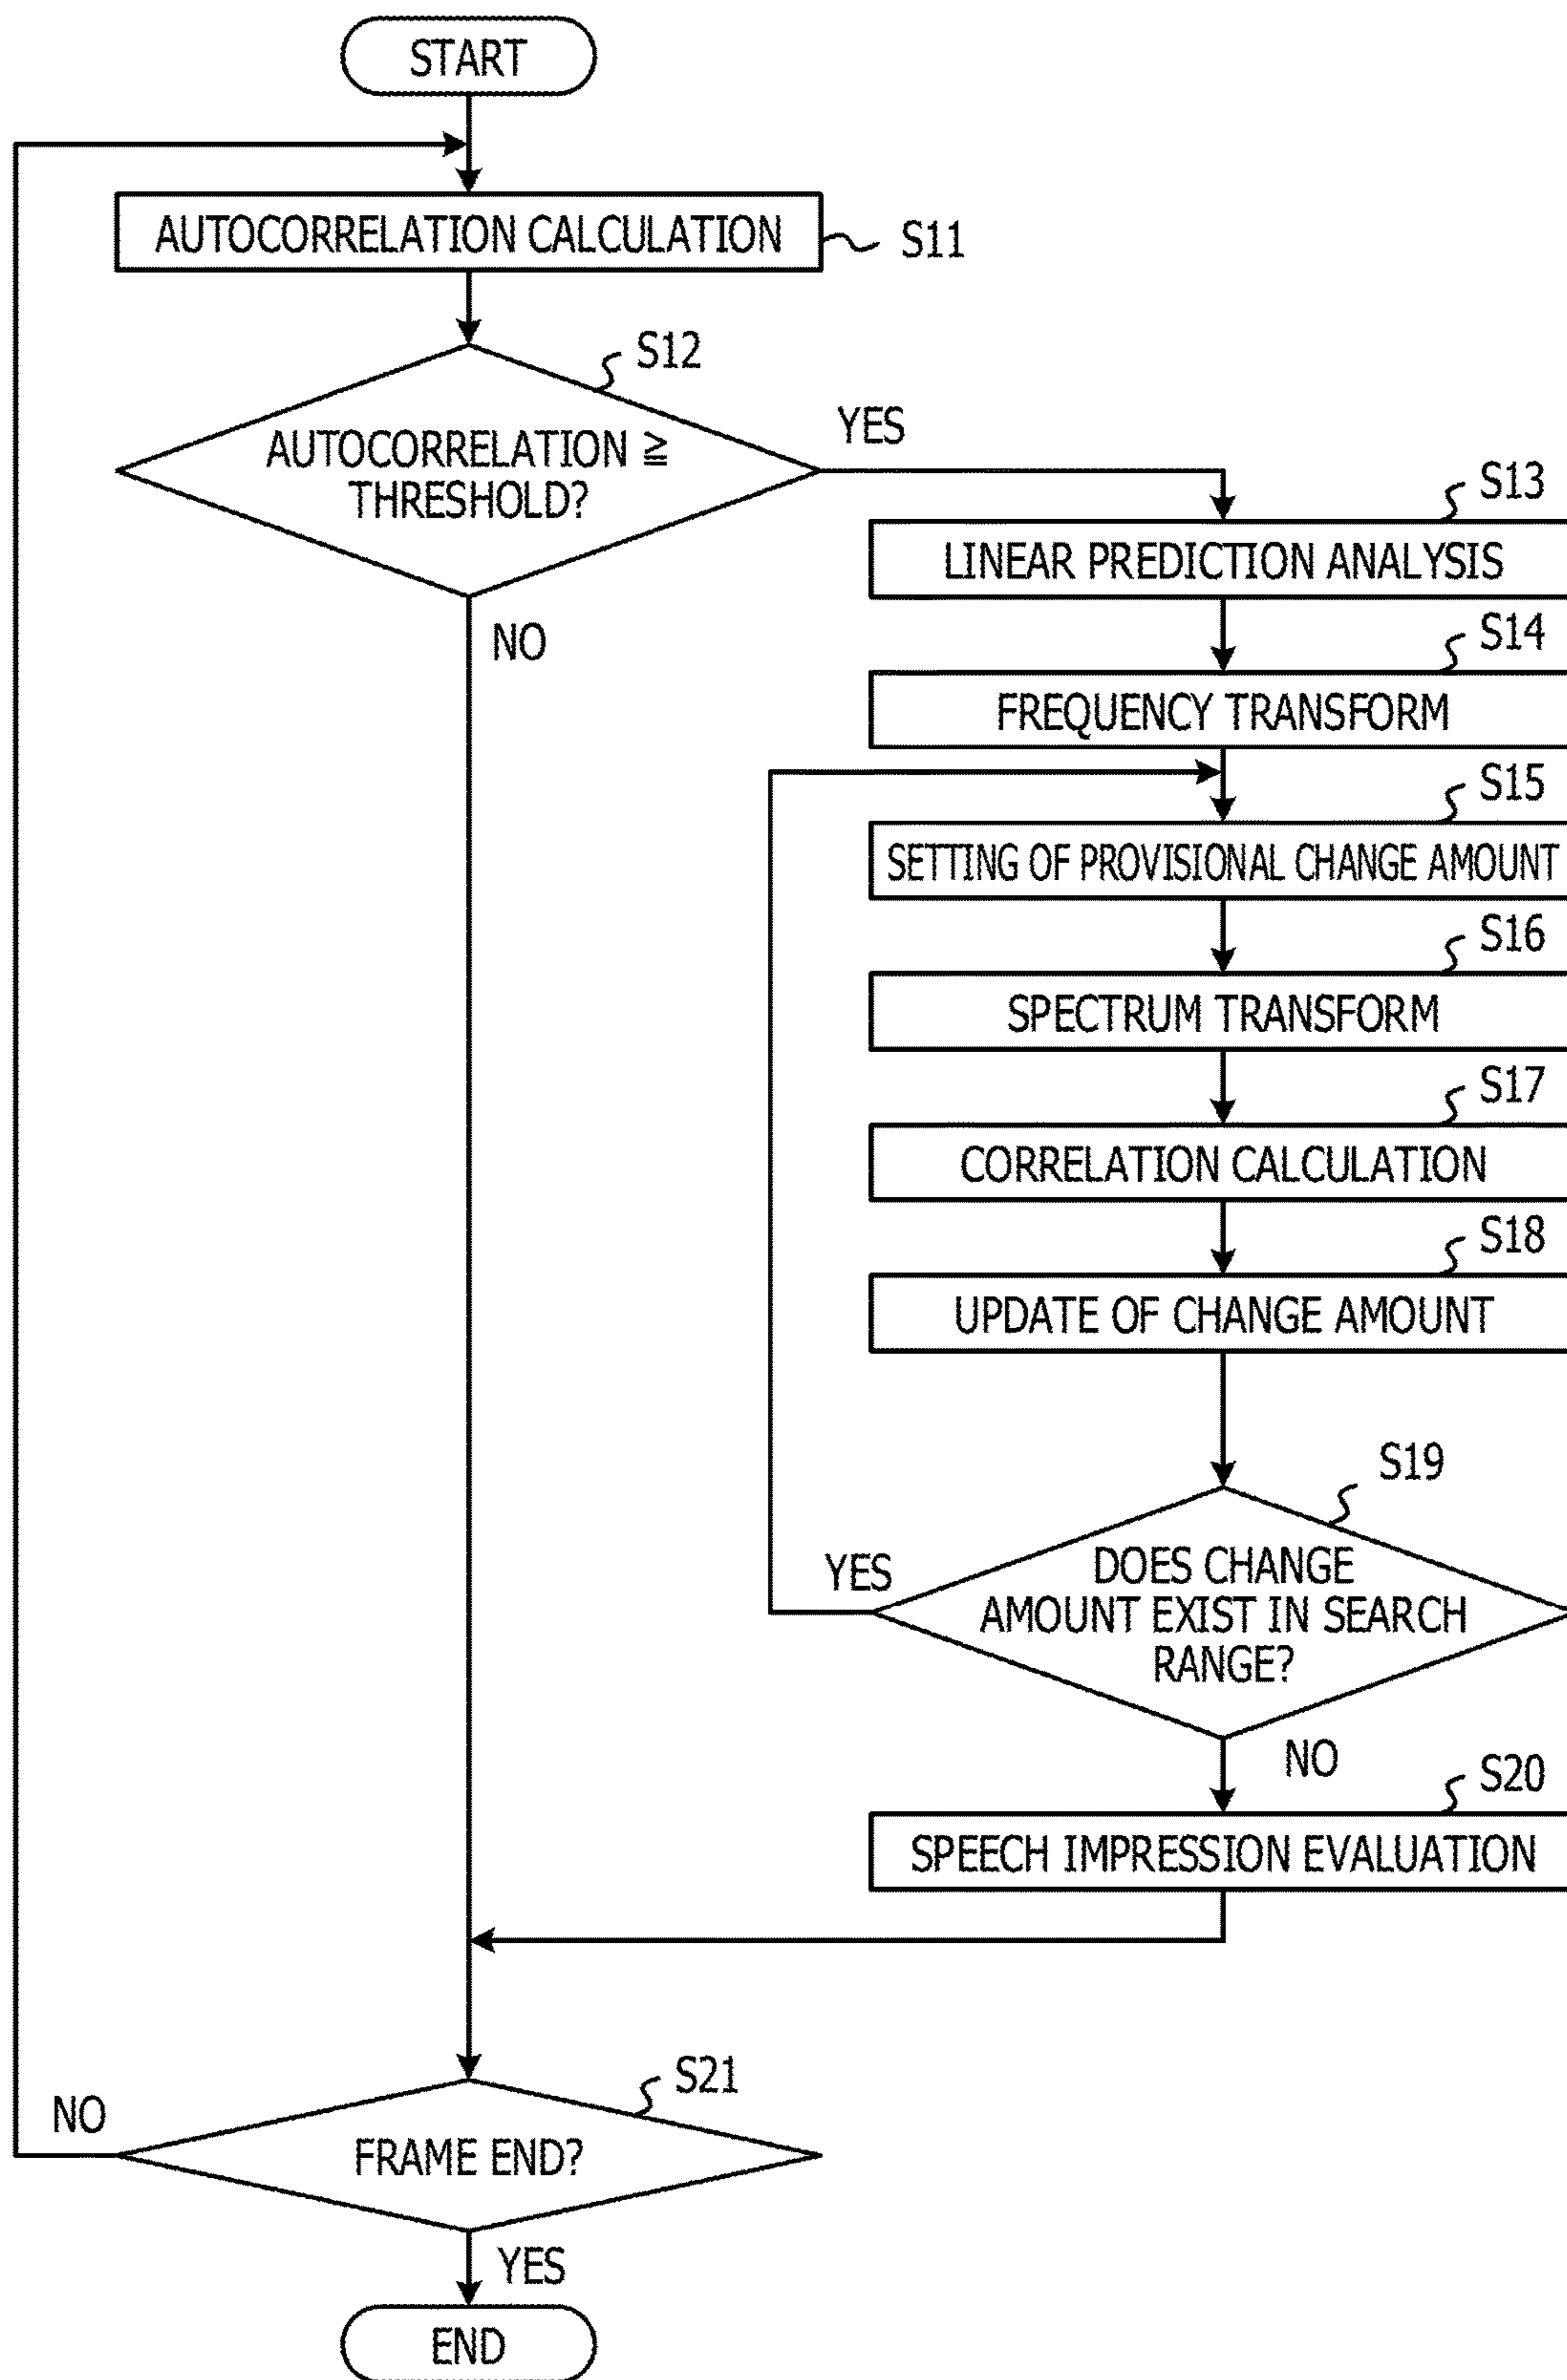 START
AUTOCORRELATION CALCULATION
S11
S12
AUTOCORRELATION ≧
THRESHOLD?
YES
NO
S13
LINEAR PREDICTION ANALYSIS
S14
FREQUENCY TRANSFORM
S15
SETTING OF PROVISIONAL CHANGE AMOUNT
S16
SPECTRUM TRANSFORM
S17
CORRELATION CALCULATION
S18
UPDATE OF CHANGE AMOUNT
S19
DOES CHANGE
AMOUNT EXIST IN SEARCH
RANGE?
YES
NO
S20
SPEECH IMPRESSION EVALUATION
S21
FRAME END?
NO
YES
END